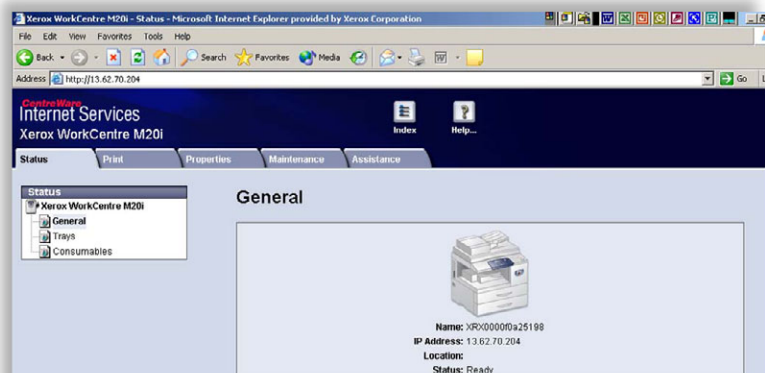 Xerox WorkCentre M20i - Status - Microsoft Internet Explorer provided by Xerox Corporation
File Edit View Favorites Tools Help
Back Search Favorites Media
Address http://13.62.70.204 Go
CentreWare
Internet Services
Xerox WorkCentre M20i
Index Help...
Status Print Properties Maintenance Assistance
Status
Xerox WorkCentre M20i
General
Trays
Consumables
General
Name: XRX0000f0a25198
IP Address: 13.62.70.204
Location:
Status: Ready